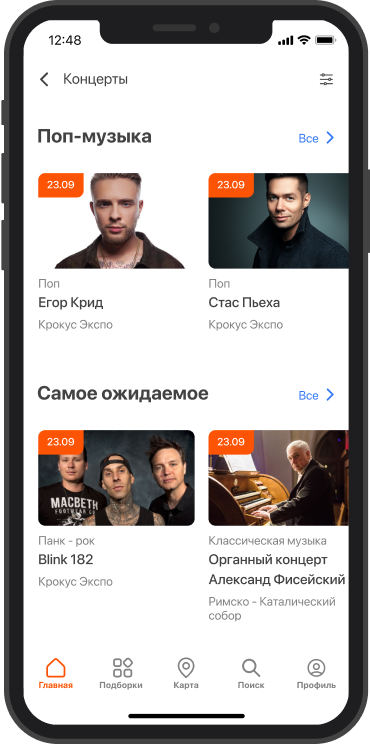 12:48
Концерты
Поп-музыка
Все
23.09
23.09
Поп
Егор Крид
Крокус Экспо
Поп
Стас Пьеха
Крокус Экспо
Самое ожидаемое
Все
23.09
23.09
MACBETH
FOOTWEAR
Панк - рок
Blink 182
Крокус Экспо
Классическая музыка
Органный концерт
Александ Фисейский
Римско - Каталический
собор
Главная
Подборки
Карта
Поиск
Профиль